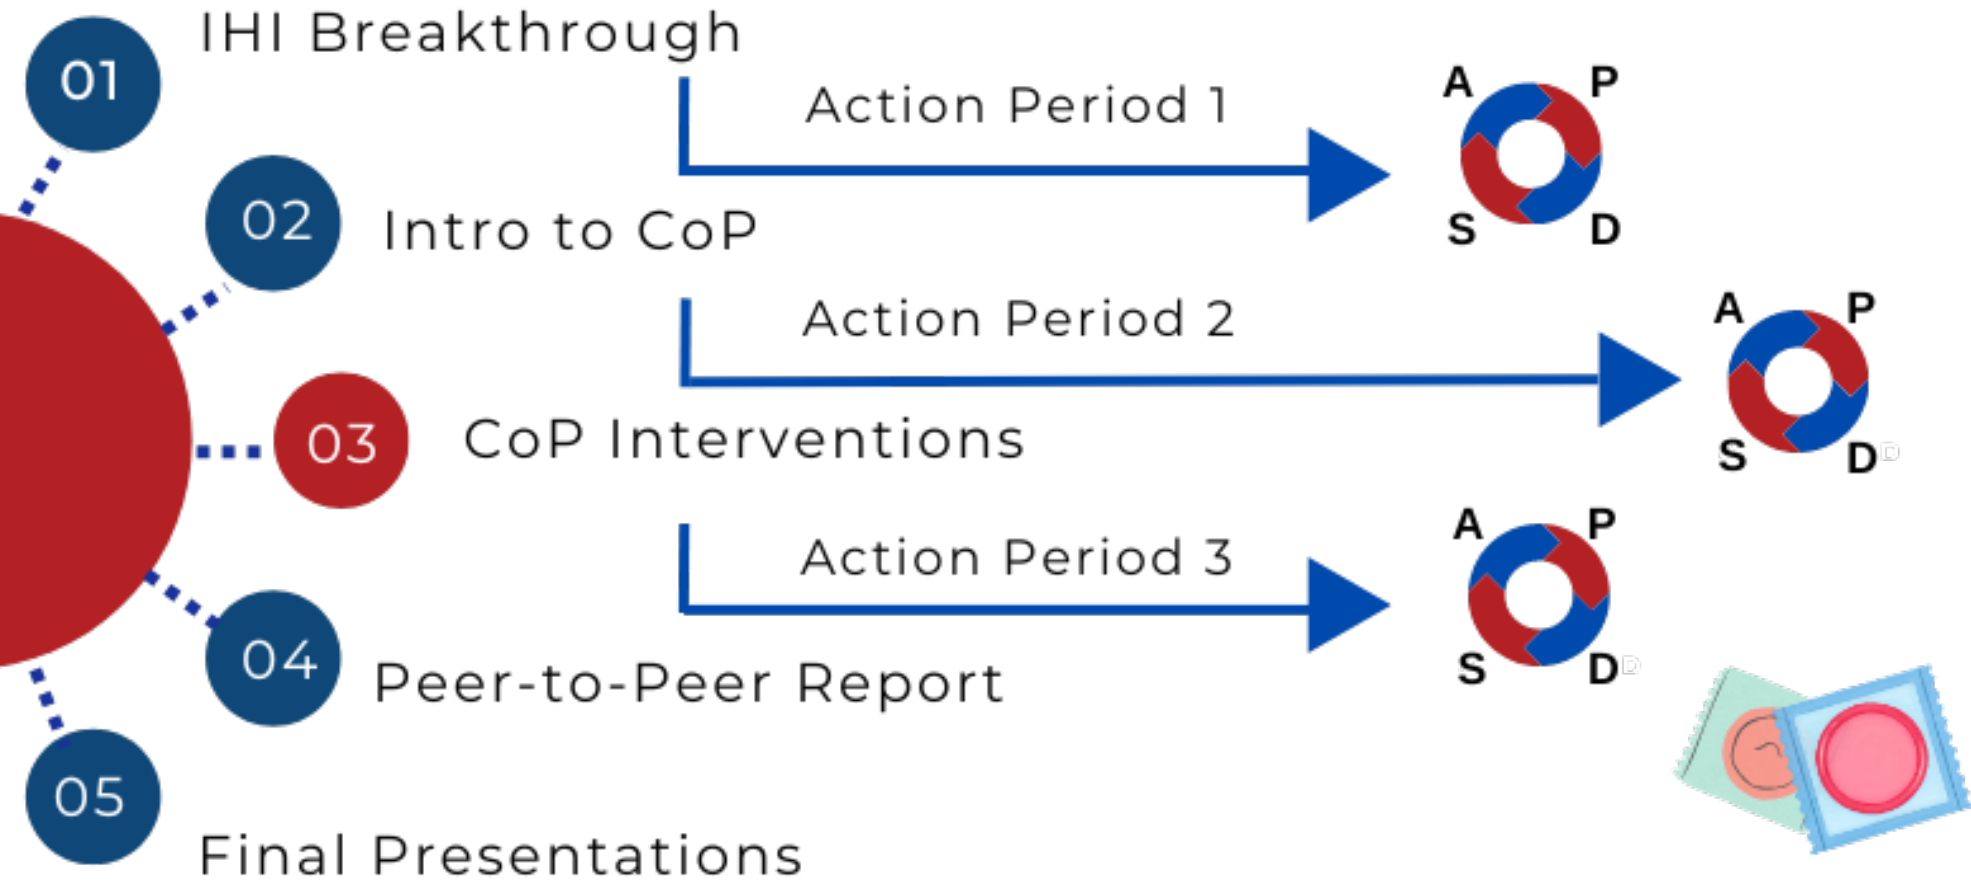 01
IHI Breakthrough
Action Period 1
A P
S D
02
Intro to CoP
Action Period 2
A P
S D D
03
CoP Interventions
Action Period 3
A P
S D D
04
Peer-to-Peer Report
05
Final Presentations